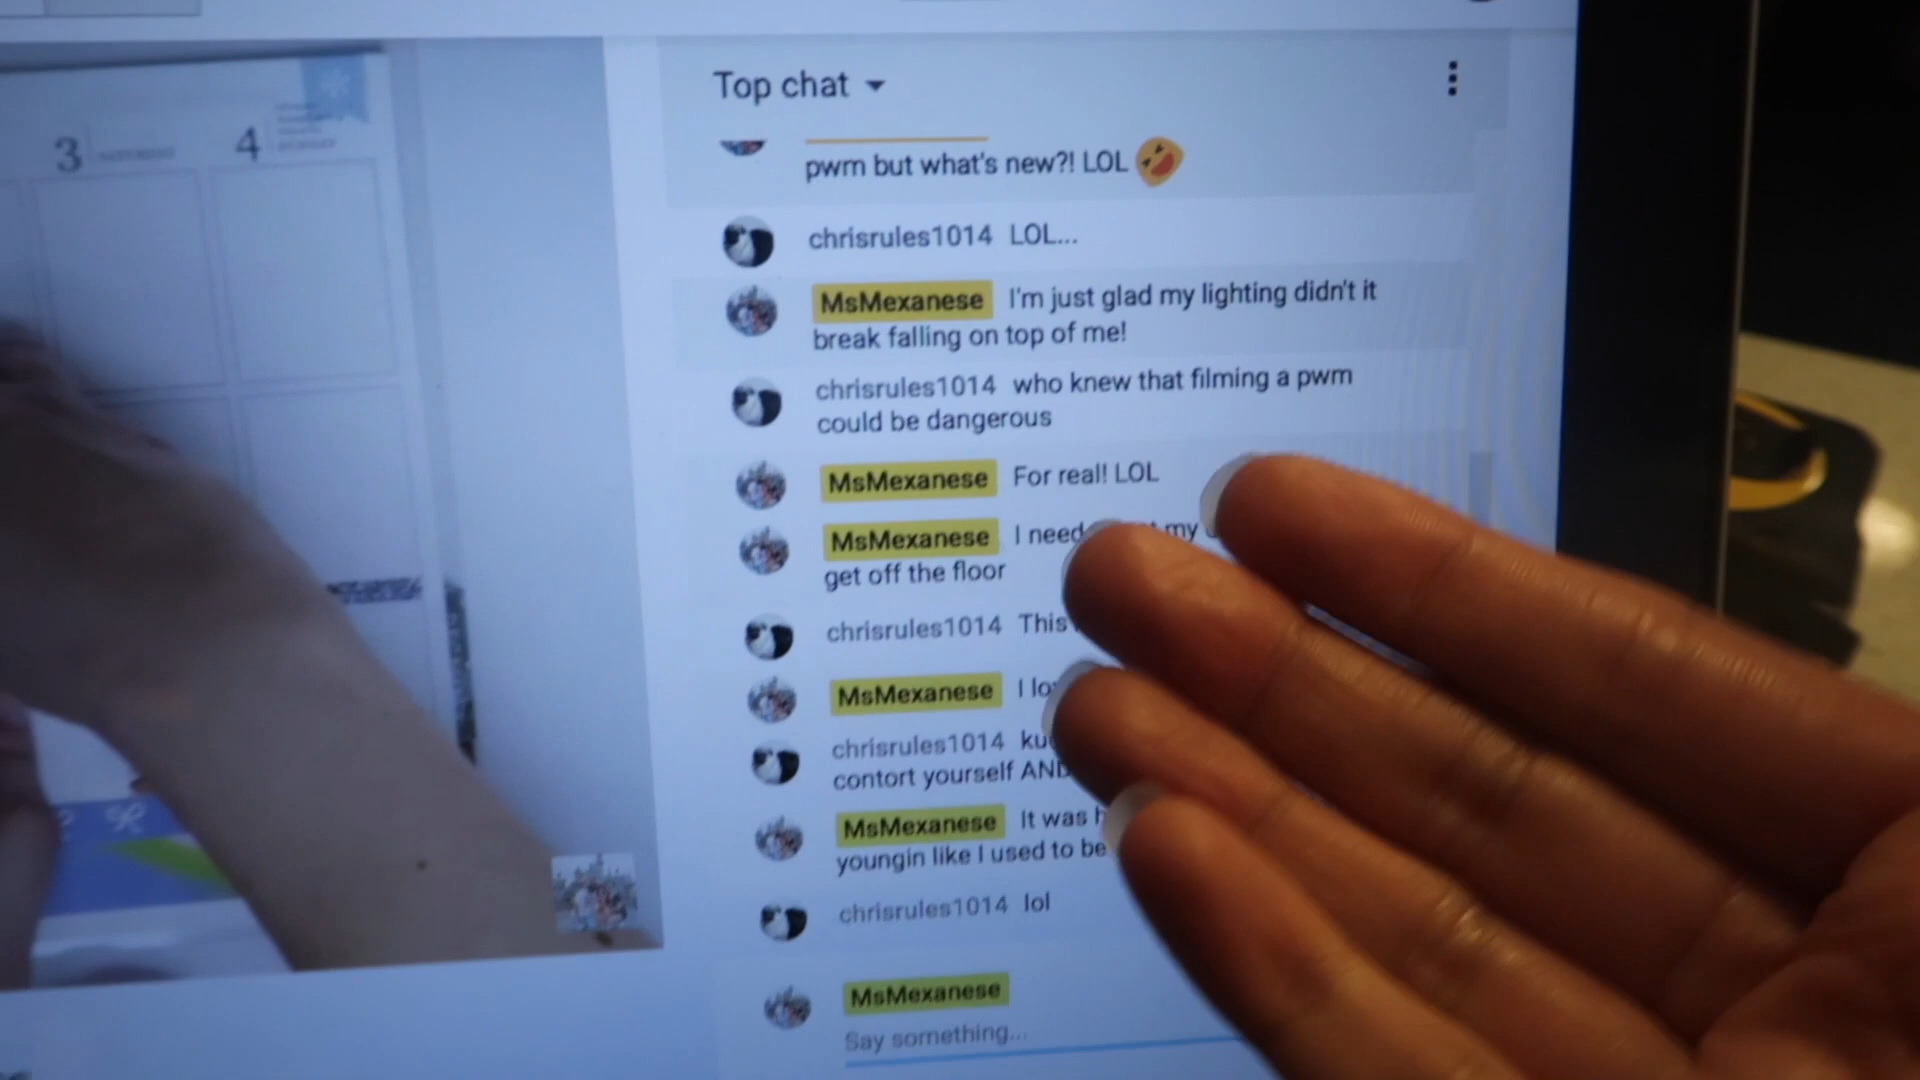 Top chat
3
4
pwm but what's new?! LOL
chrisrules1014 LOL...
MsMexanese I'm just glad my lighting didn't it
break falling on top of me!
chrisrules1014 who knew that filming a pwm
could be dangerous
MsMexanese For real! LOL
MsMexanese I need my
get off the floor
chrisrules1014 This
MsMexanese I
chrisrules1014
contort yourself AND
MsMexanese It was
youngin like I used to be
chrisrules1014 lol
MsMexanese
Say something...